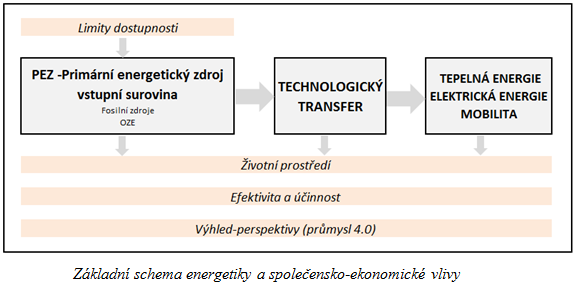 Limity dostupnosti
PEZ -Primární energetický zdroj
vstupní surovina
Fosilní zdroje
OZE
TECHNOLOGICKÝ
TRANSFER
TEPELNÁ ENERGIE
ELEKTRICKÁ ENERGIE
MOBILITA
Životní prostředí
Efektivita a účinnost
Výhled-perspektivy (průmysl 4.0)
Základní schema energetiky a společensko-ekonomické vlivy